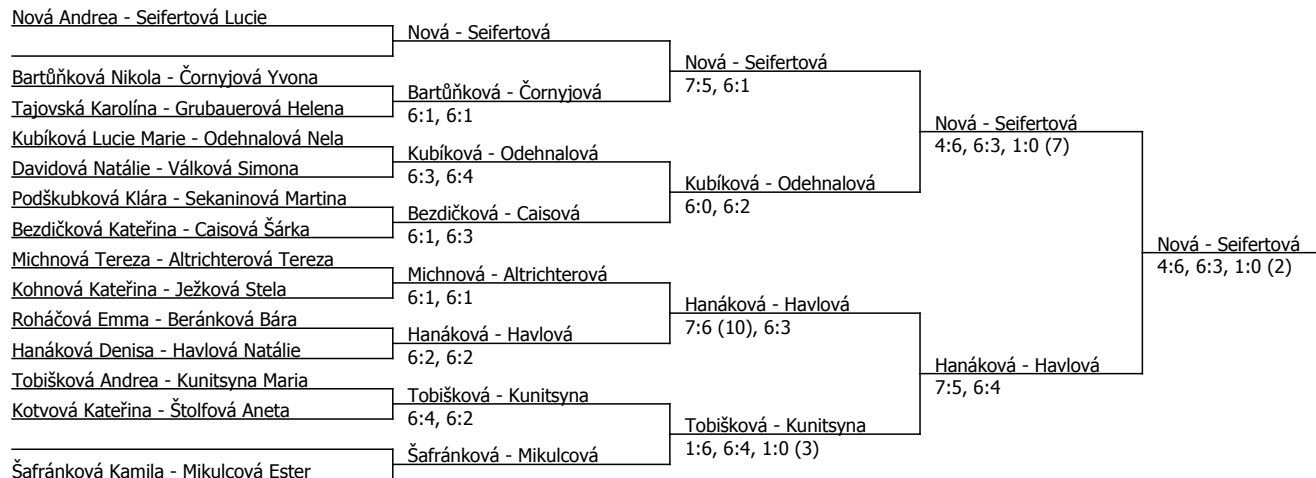 Nová Andrea - Seifertová Lucie
Bartůňková Nikola - Čornyjová Yvona
Tajovská Karolína - Grubauerová Helena
Kubíková Lucie Marie - Odehnalová Nela
Davidová Natálie - Válková Simona
Podškubková Klára - Sekaninová Martina
Bezdičková Kateřina - Caisová Šárka
Michnová Tereza - Altrichterová Tereza
Kohnová Kateřina - Ježková Stela
Roháčová Emma - Beránková Bára
Hanáková Denisa - Havlová Natálie
Tobišková Andrea - Kunitsyna Maria
Kotvová Kateřina - Štolfová Aneta
Šafránková Kamila - Mikulcová Ester
Nová - Seifertová
Bartůňková - Čornyjová
6:1, 6:1
Kubíková - Odehnalová
6:3, 6:4
Bezdičková - Caisová
6:1, 6:3
Michnová - Altrichterová
6:1, 6:1
Hanáková - Havlová
6:2, 6:2
Tobišková - Kunitsyna
6:4, 6:2
Šafránková - Mikulcová
Nová - Seifertová
7:5, 6:1
Kubíková - Odehnalová
6:0, 6:2
Hanáková - Havlová
7:6 (10), 6:3
Tobišková - Kunitsyna
1:6, 6:4, 1:0 (3)
Nová - Seifertová
4:6, 6:3, 1:0 (7)
Hanáková - Havlová
7:5, 6:4
Nová - Seifertová
4:6, 6:3, 1:0 (2)